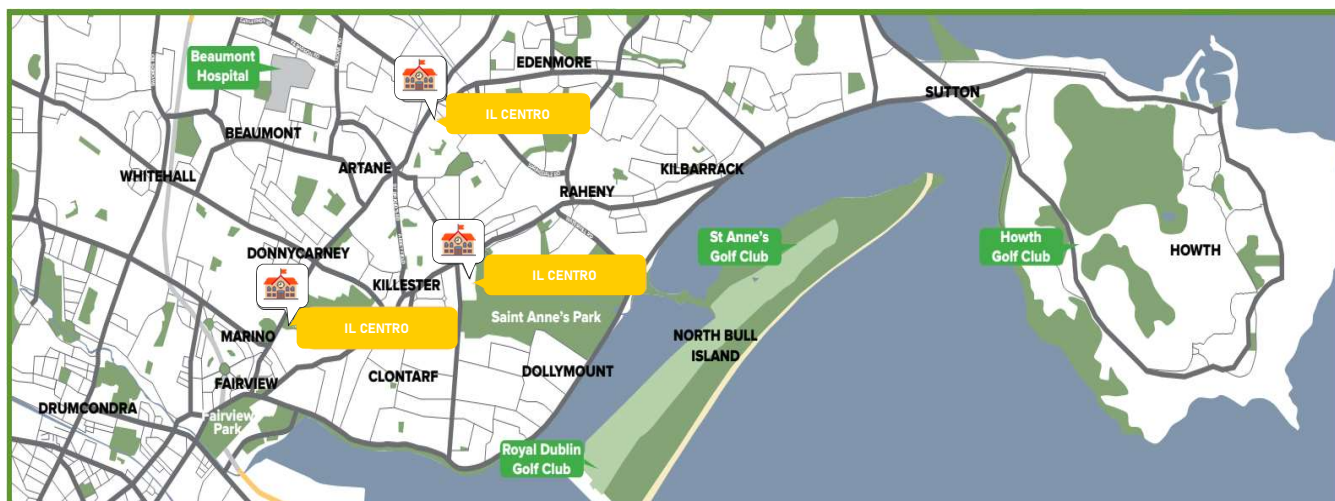 Beaumont
Hospital
EDENMORE
SUTTON
IL CENTRO
BEAUMONT
WHITEHALL
ARTANE
KILBARRACK
RAHENY
St Anne's
Golf Club
Howth
Golf Club
HOWTH
DONNYCARNEY
KILLESTER
IL CENTRO
Saint Anne's Park
IL CENTRO
MARINO
NORTH BULL
ISLAND
FAIRVIEW
CLONTARF
DOLLYMOUNT
DRUMCONDRA
Fairview
Park
Royal Dublin
Golf Club